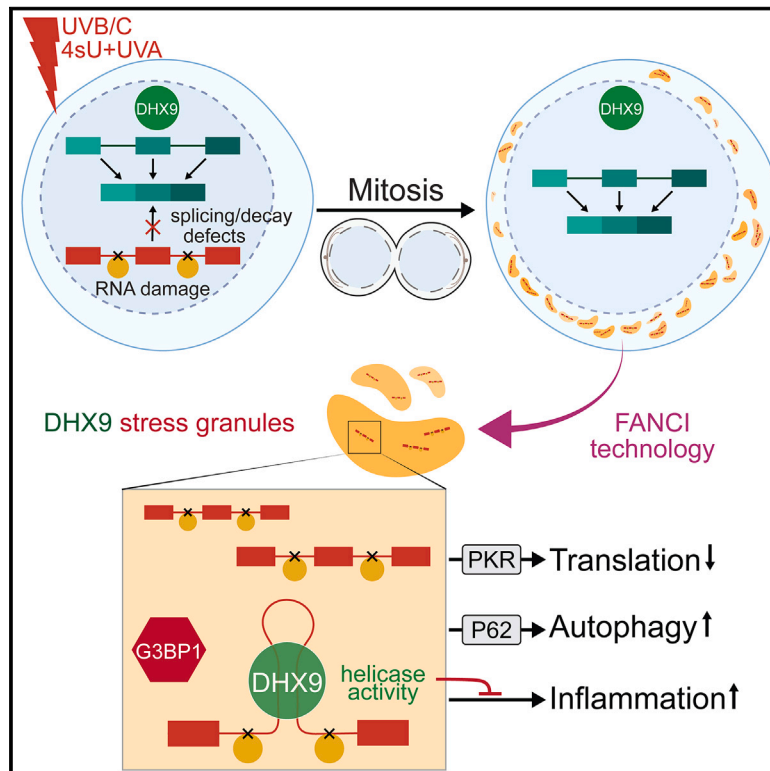 UVB/C
4sU+UVA
DHX9
splicing/decay
defects
RNA damage
Mitosis
DHX9
DHX9 stress granules
FANCI
technology
G3BP1
DHX9
helicase
activity
PKR
Translation↓
P62
Autophagy↑
Inflammation↑